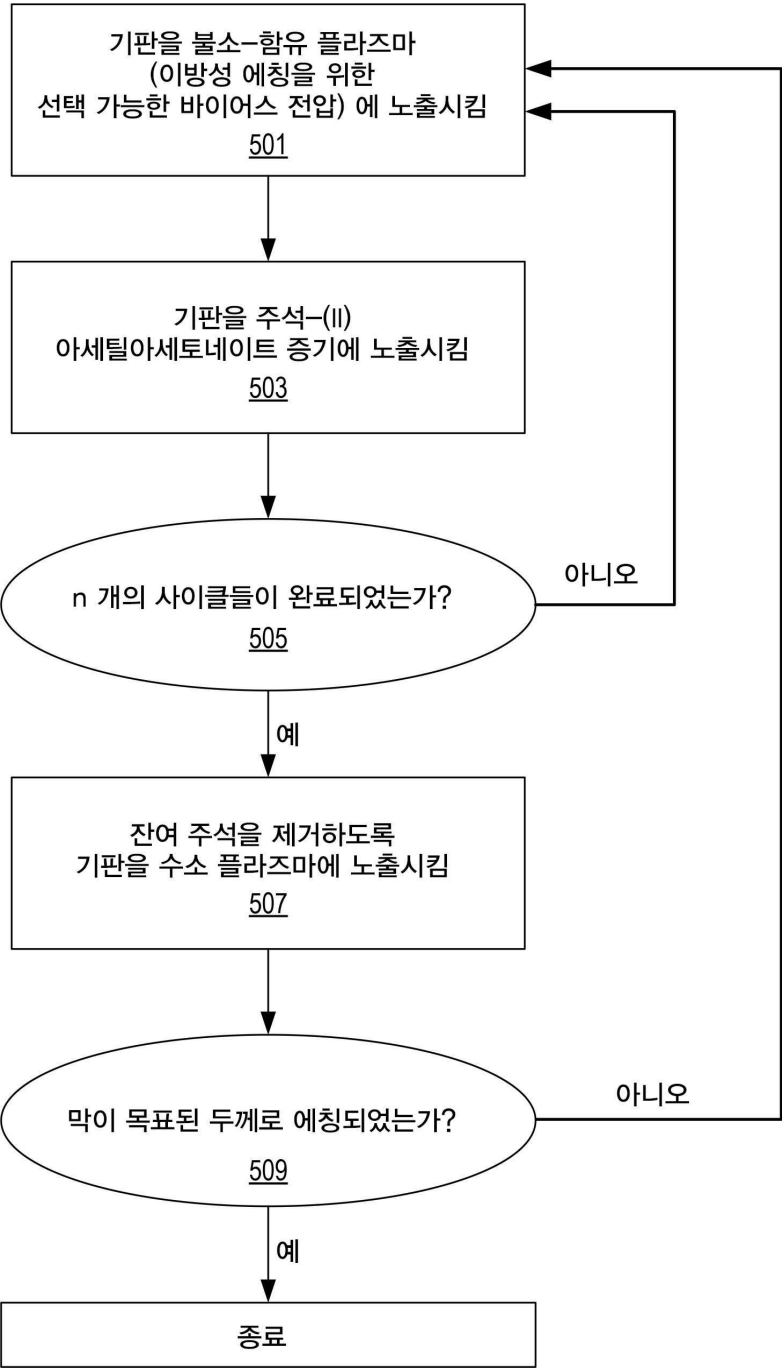 기판을 불소-함유 플라즈마
(이방성 에칭을 위한
선택 가능한 바이어스 전압) 에 노출시킴
501
기판을 주석-(II)
아세틸아세토네이트 증기에 노출시킴
503
n 개의 사이클들이 완료되었는가?
505
아니오
예
잔여 주석을 제거하도록
기판을 수소 플라즈마에 노출시킴
507
막이 목표된 두께로 에칭되었는가?
509
아니오
예
종료